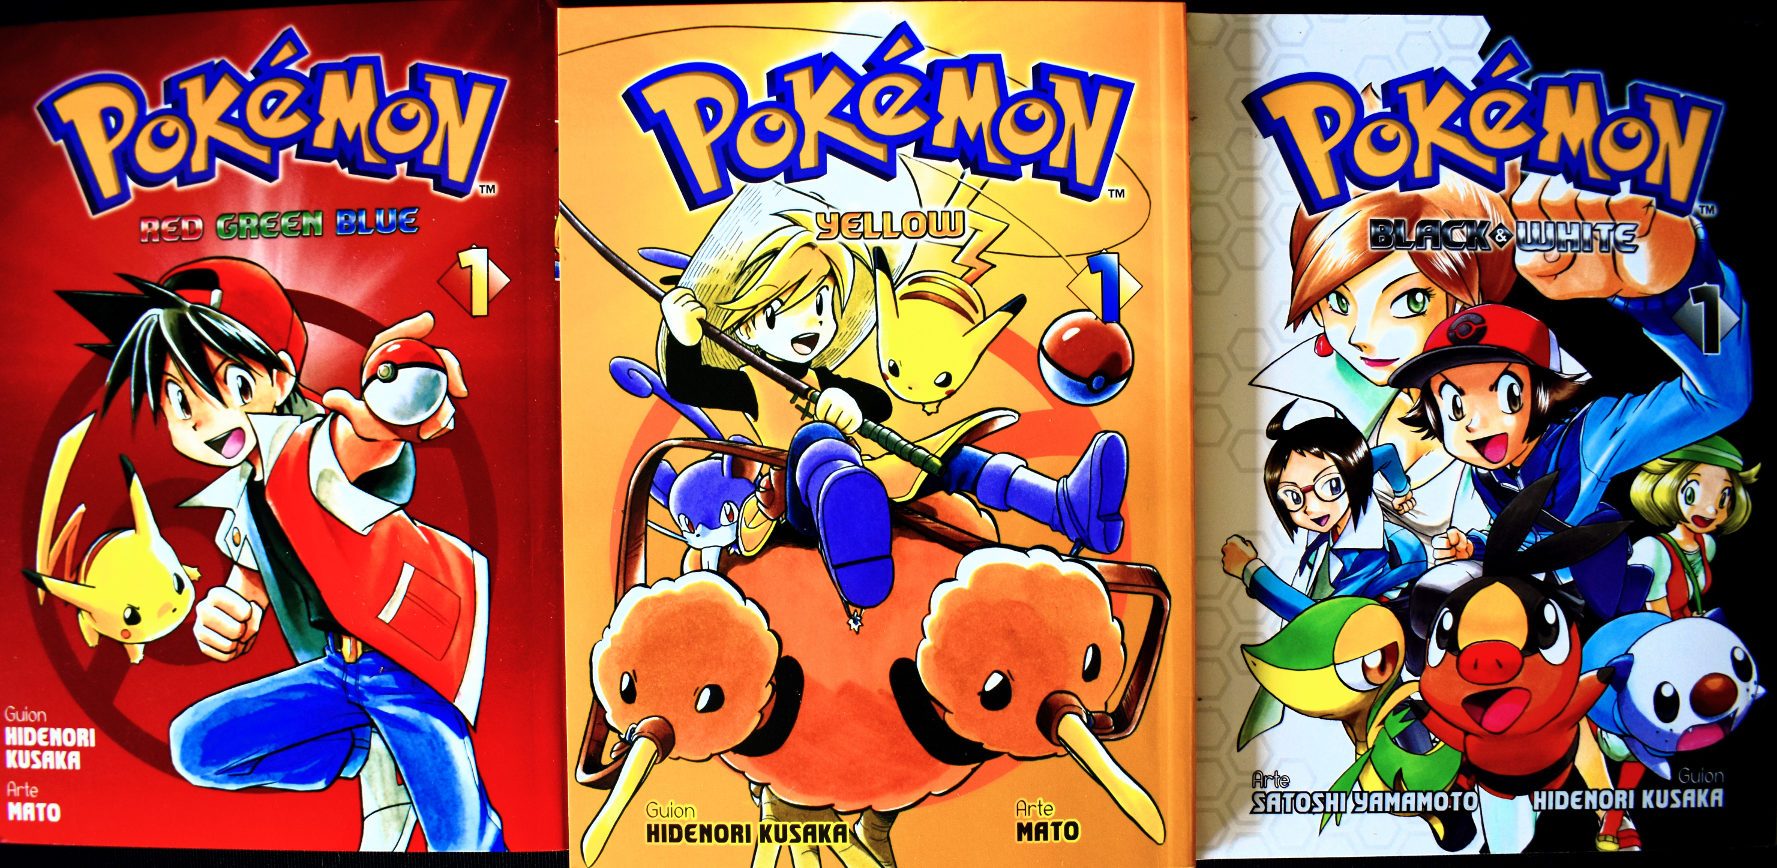 POKéMON
TM
RED GREEN BLUE
1
Guion
HIDENORI
KUSAKA
Arte
MATO
POKéMON
TM
YELLOW
1
Guion
HIDENORI KUSAKA
Arte
MATO
POKéMON
TM
BLACK & WHITE
1
Arte
SATOSHI YAMAMOTO
Guion
HIDENORI KUSAKA